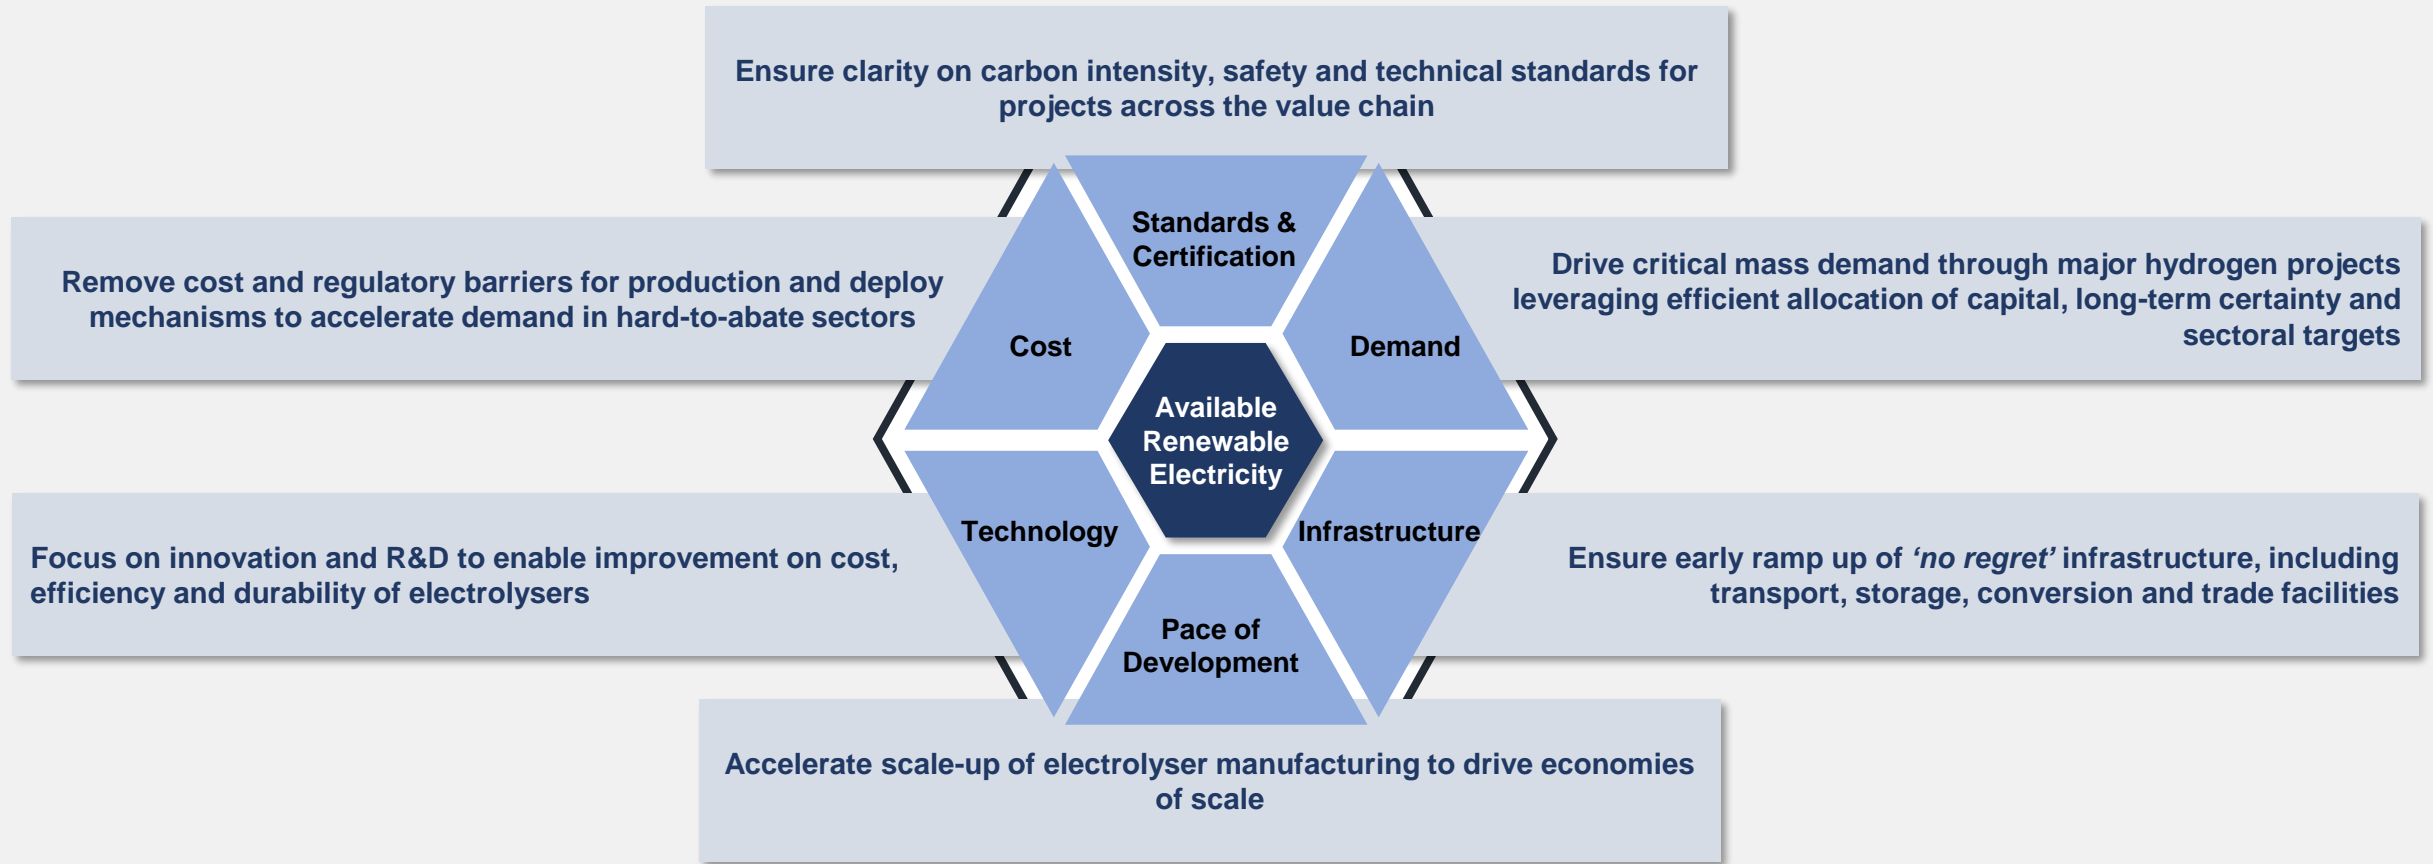 Ensure clarity on carbon intensity, safety and technical standards for
projects across the value chain
Standards &
Certification
Remove cost and regulatory barriers for production and deploy
mechanisms to accelerate demand in hard-to-abate sectors
Cost
Demand
Drive critical mass demand through major hydrogen projects
leveraging efficient allocation of capital, long-term certainty and
sectoral targets
Available
Renewable
Electricity
Technology
Focus on innovation and R&D to enable improvement on cost,
efficiency and durability of electrolysers
Infrastructure
Ensure early ramp up of ‘no regret’ infrastructure, including
transport, storage, conversion and trade facilities
Pace of
Development
Accelerate scale-up of electrolyser manufacturing to drive economies
of scale